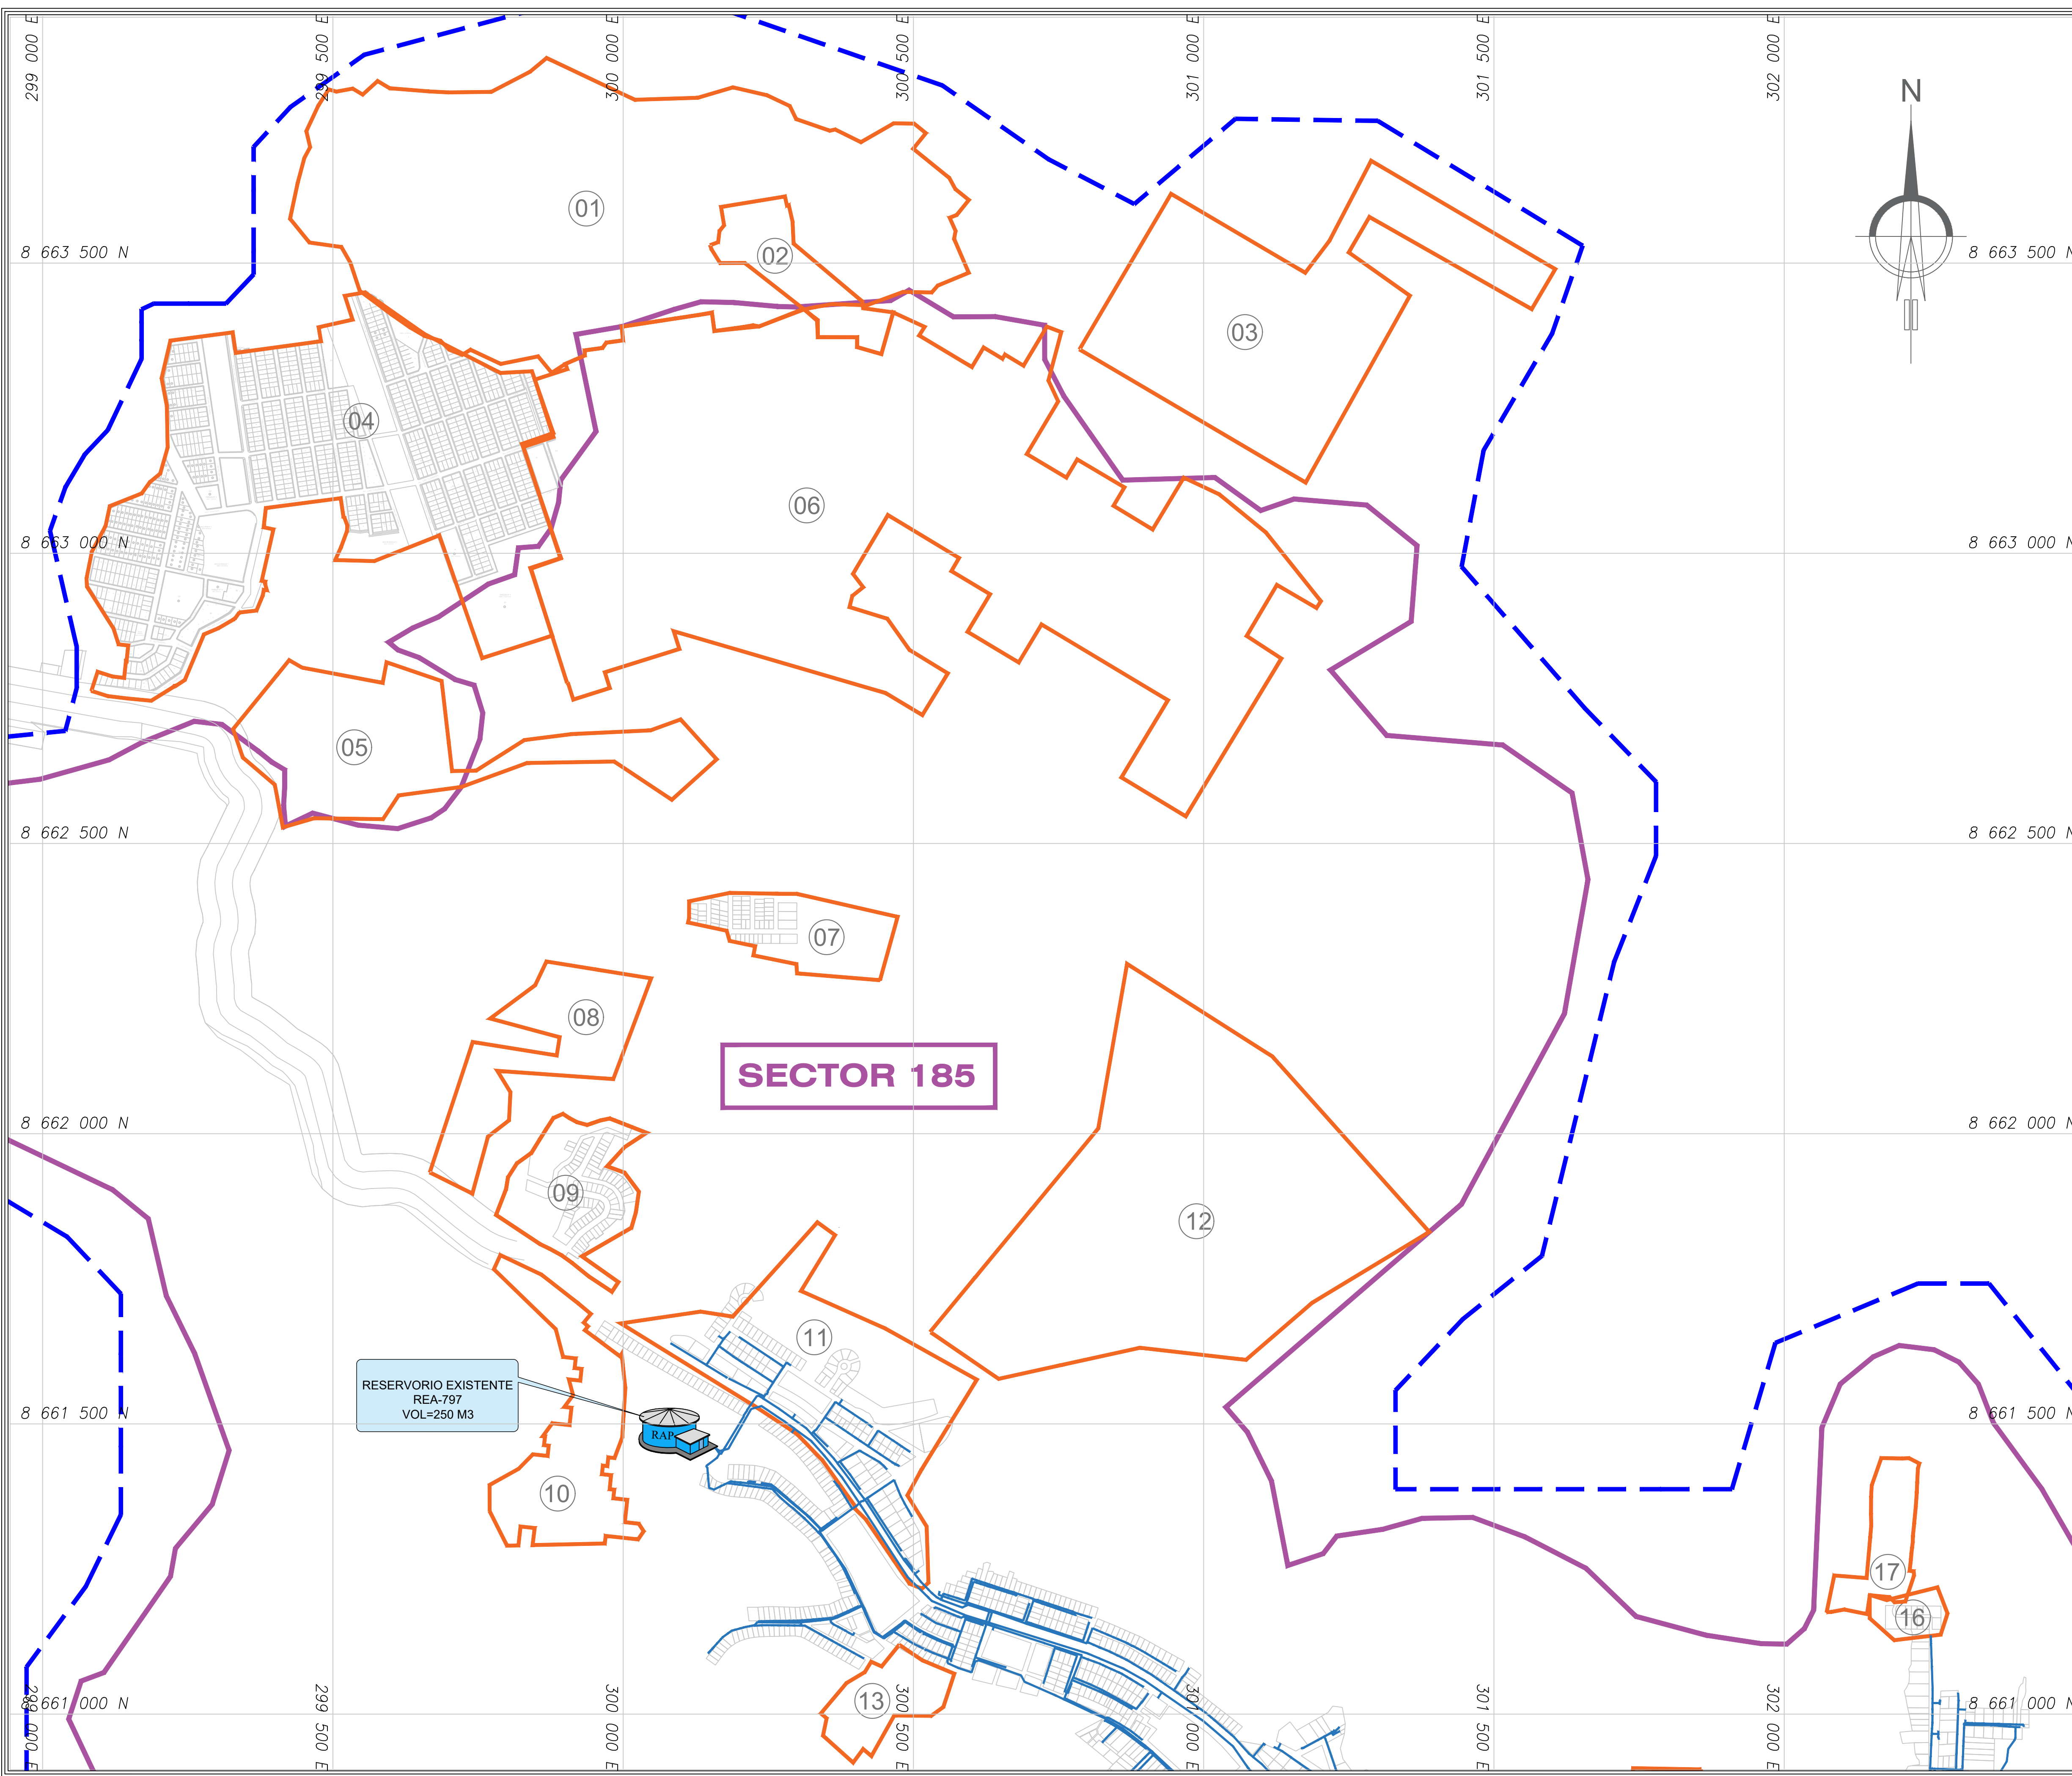 299 000 E
299 500 E
300 000 E
300 500 E
301 000 E
301 500 E
302 000 E
N
01
02
8 663 500 N
8 663 500 N
03
04
06
8 663 000 N
8 663 000 N
05
8 662 500 N
8 662 500 N
07
08
SECTOR 185
8 662 000 N
8 662 000 N
09
12
11
RESERVORIO EXISTENTE
REA-797
VOL=250 M3
8 661 500 N
8 661 500 N
RAP
10
17
16
13
8 661 000 N
8 661 000 N
299 000 E
299 500 E
300 000 E
300 500 E
301 000 E
301 500 E
302 000 E